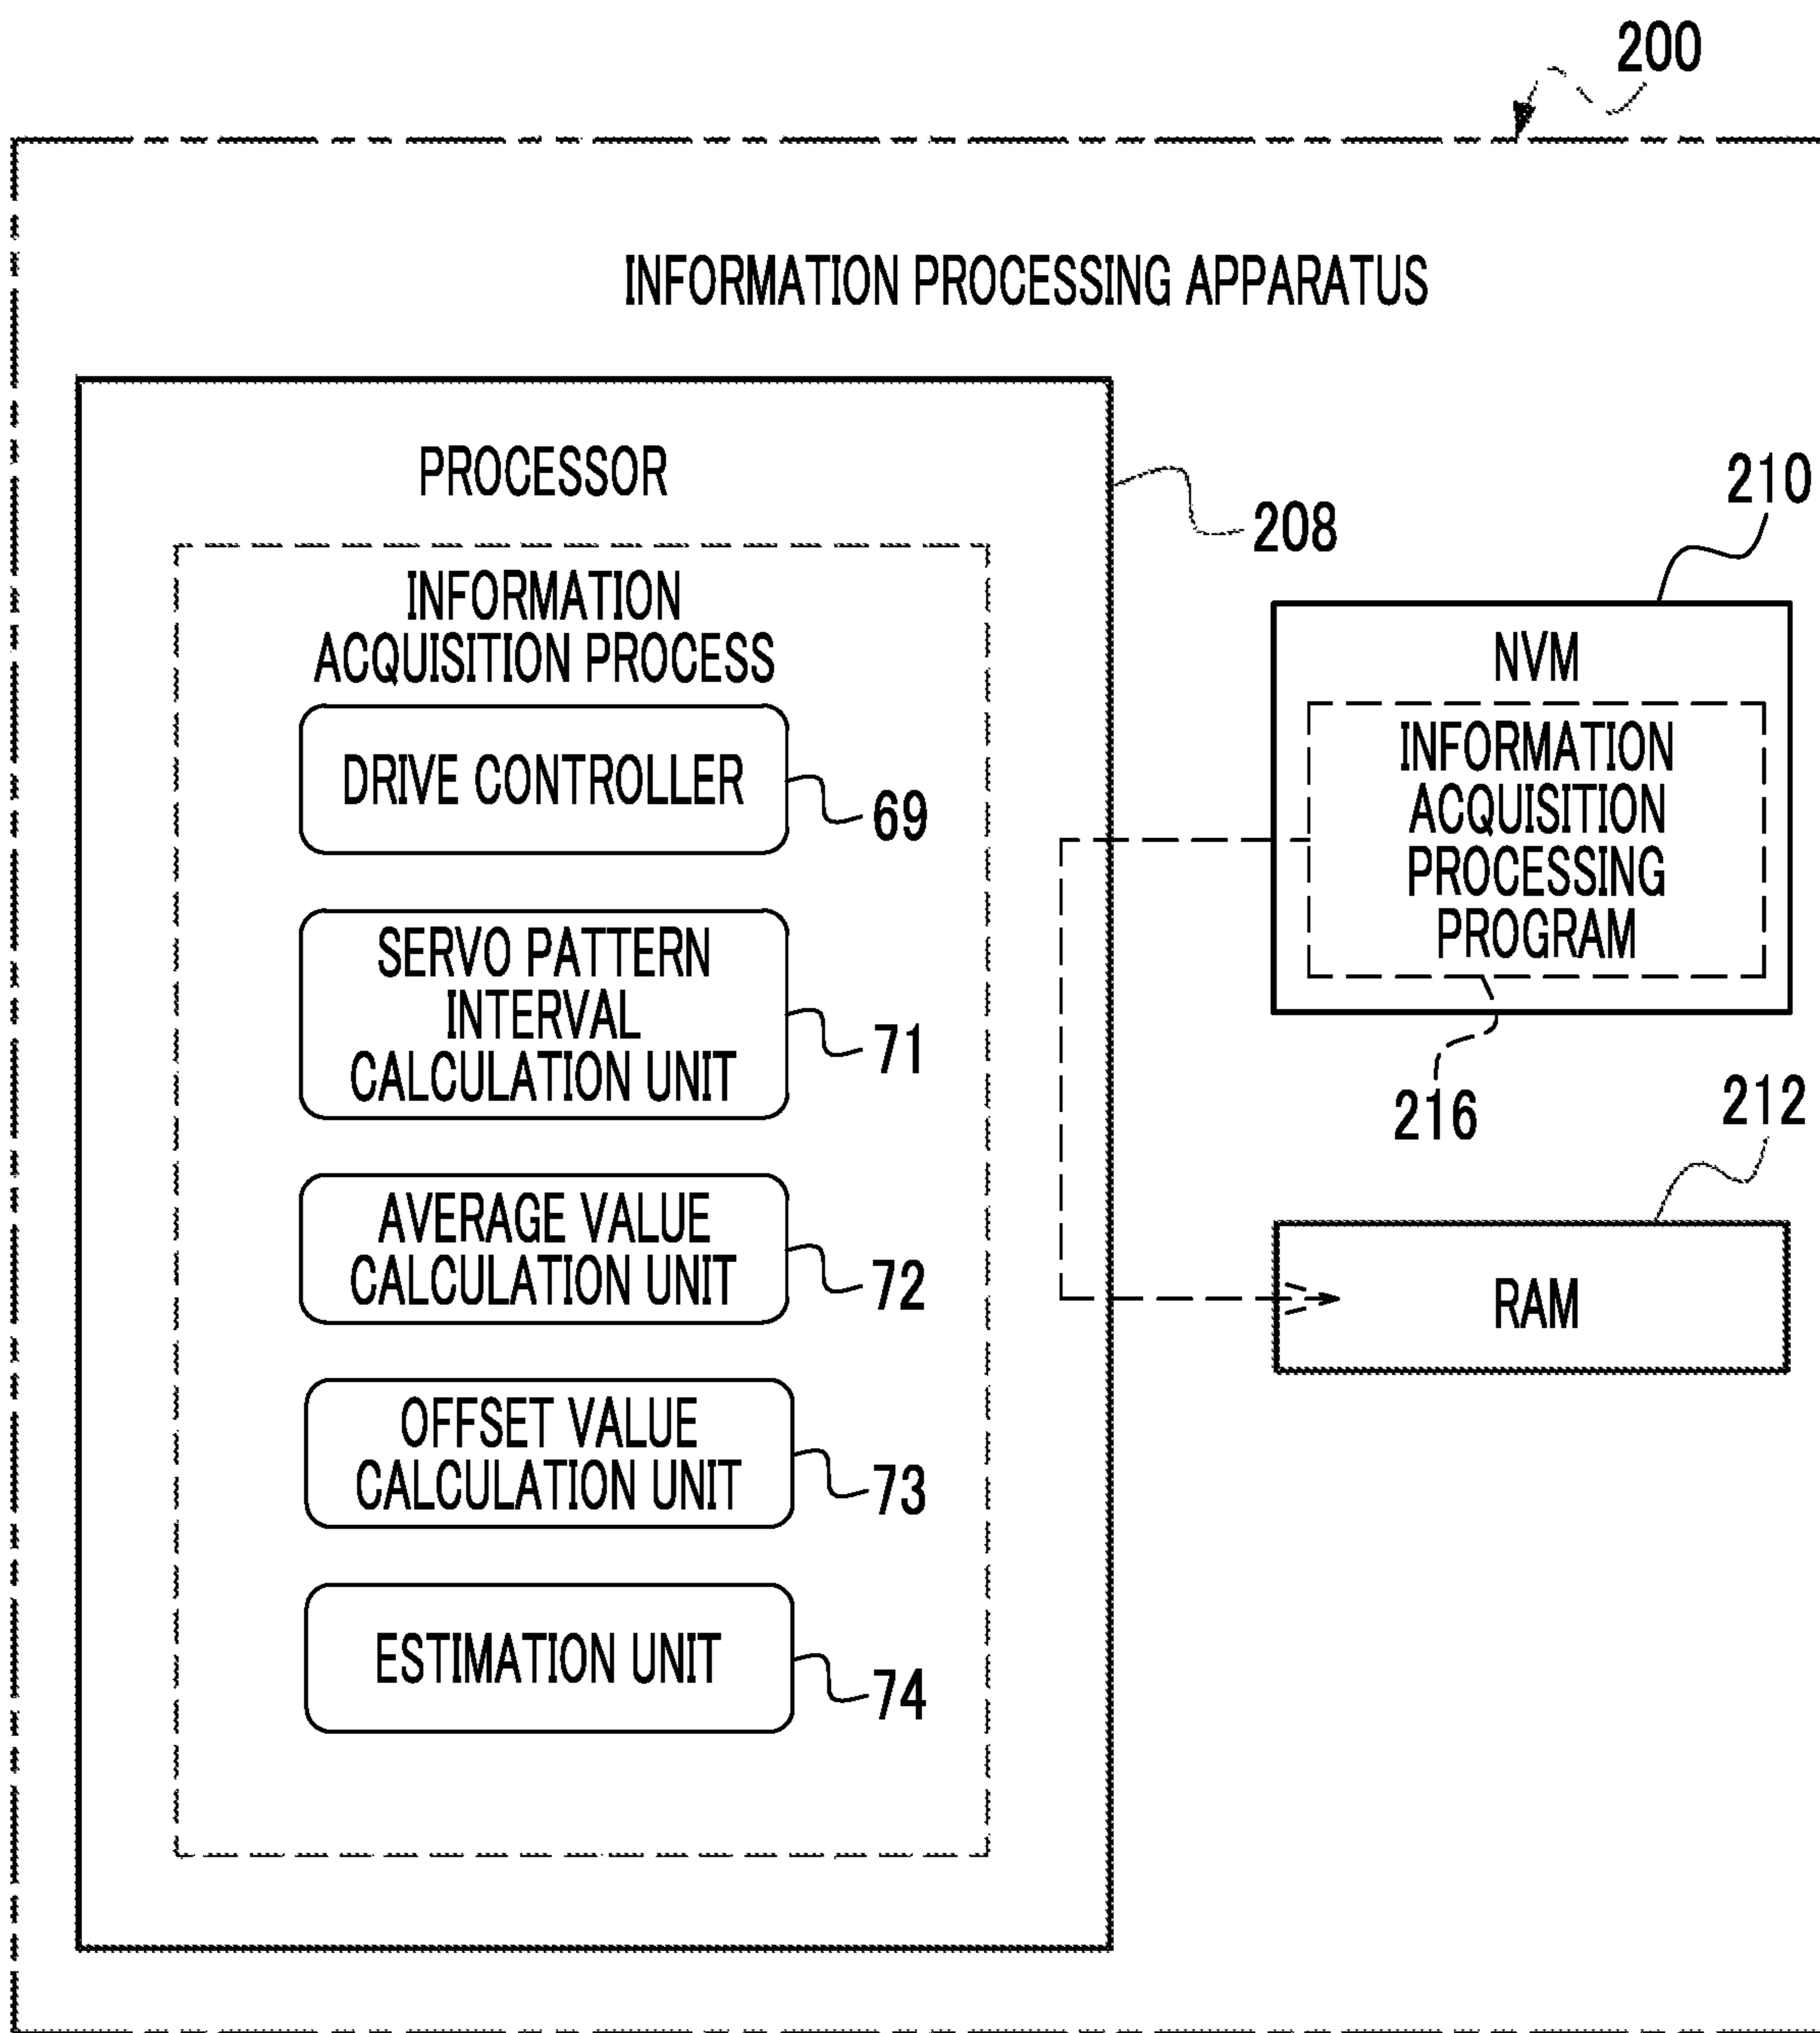 200
INFORMATION PROCESSING APPARATUS
PROCESSOR
208
INFORMATION
ACQUISITION PROCESS
DRIVE CONTROLLER
69
SERVO PATTERN
INTERVAL
CALCULATION UNIT
71
AVERAGE VALUE
CALCULATION UNIT
72
OFFSET VALUE
CALCULATION UNIT
73
ESTIMATION UNIT
74
210
NVM
INFORMATION
ACQUISITION
PROCESSING
PROGRAM
216
212
RAM